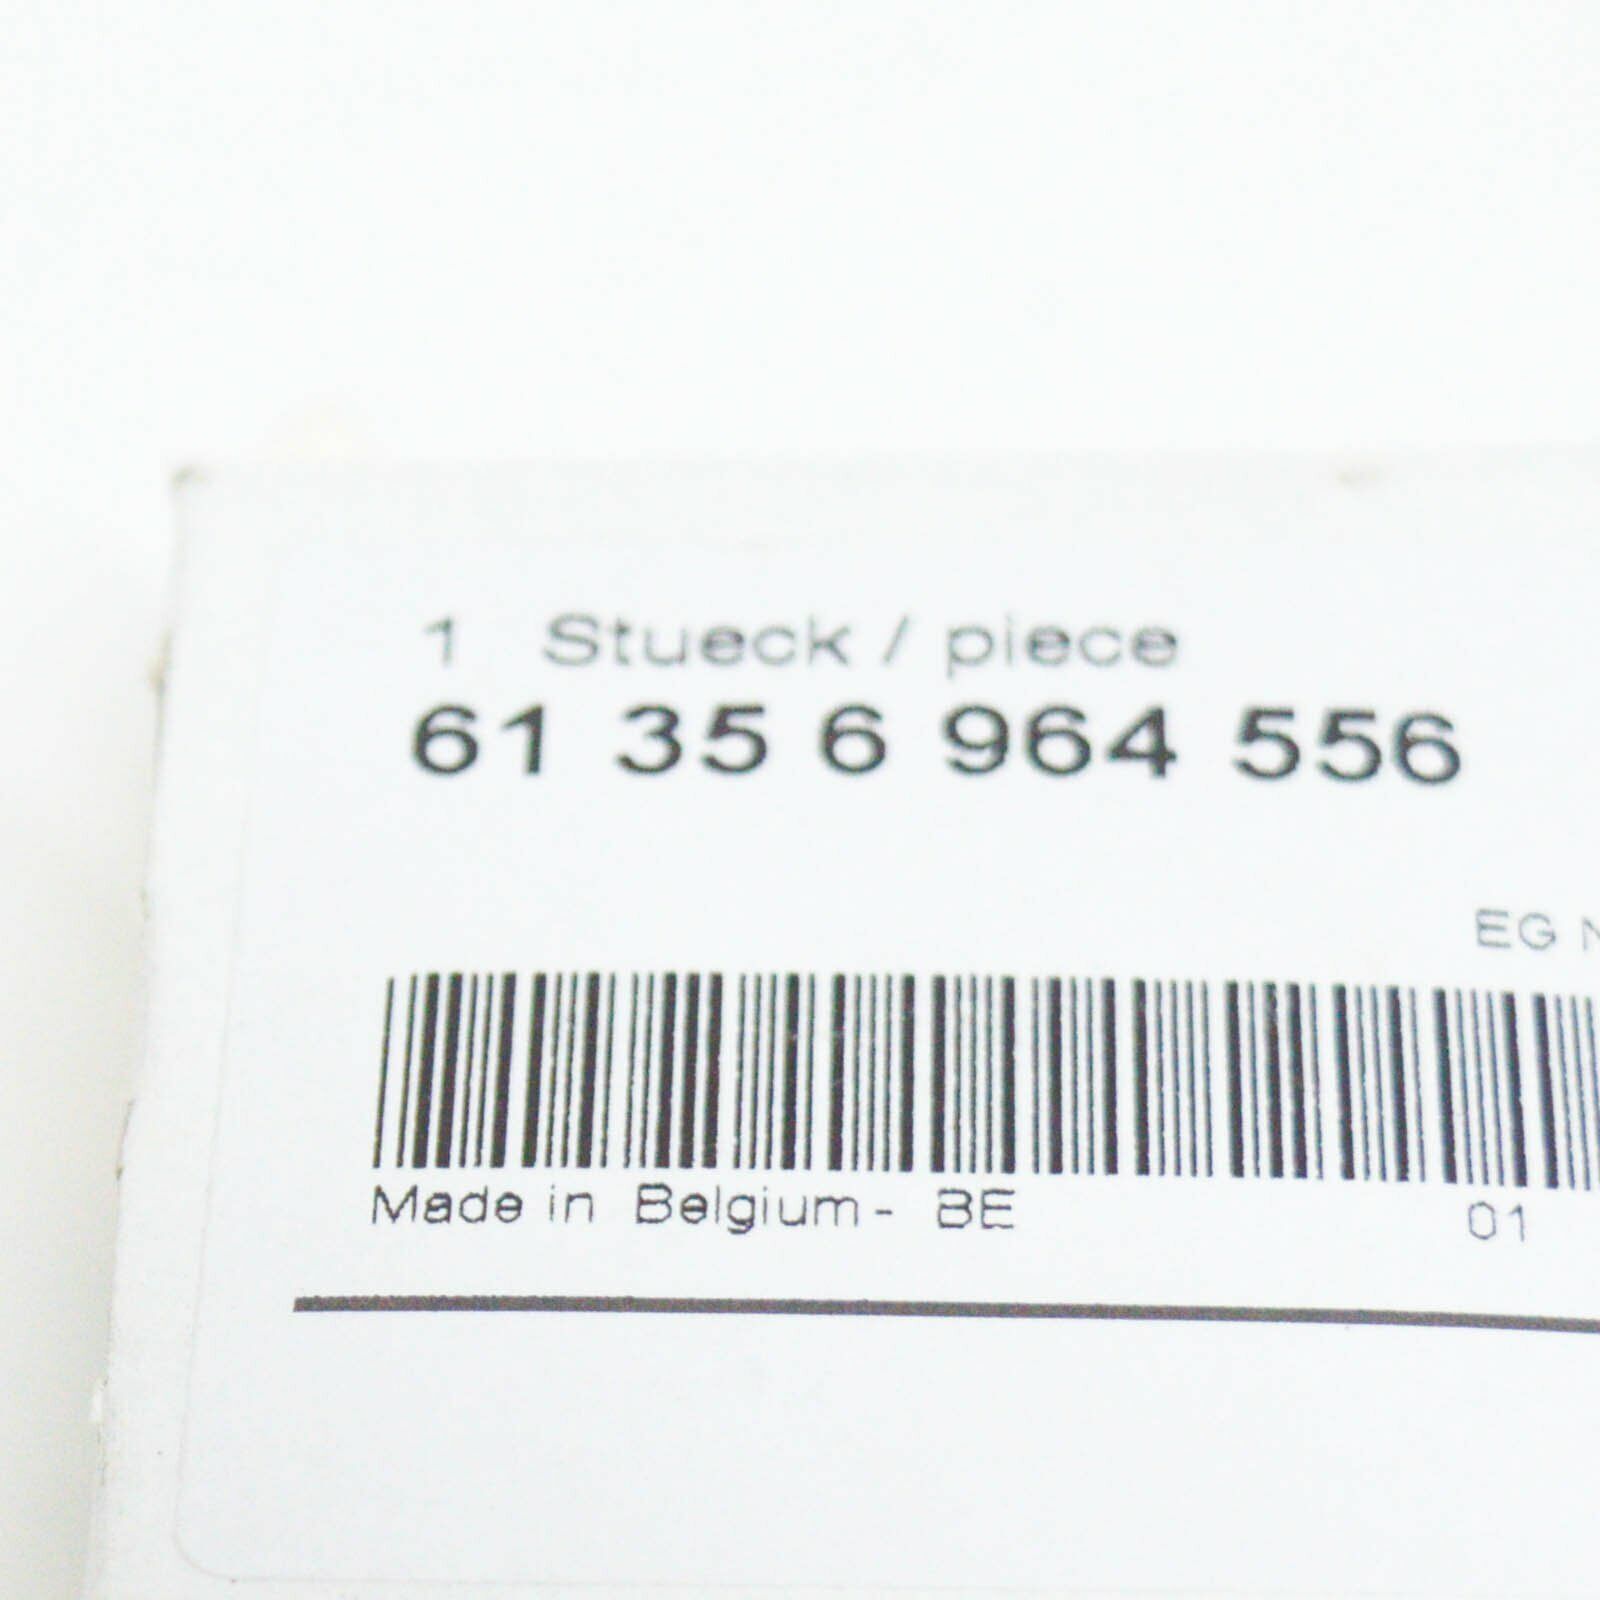 1 Stueck / piece
61 35 6 964 556
EG
Made in Belgium - BE 01